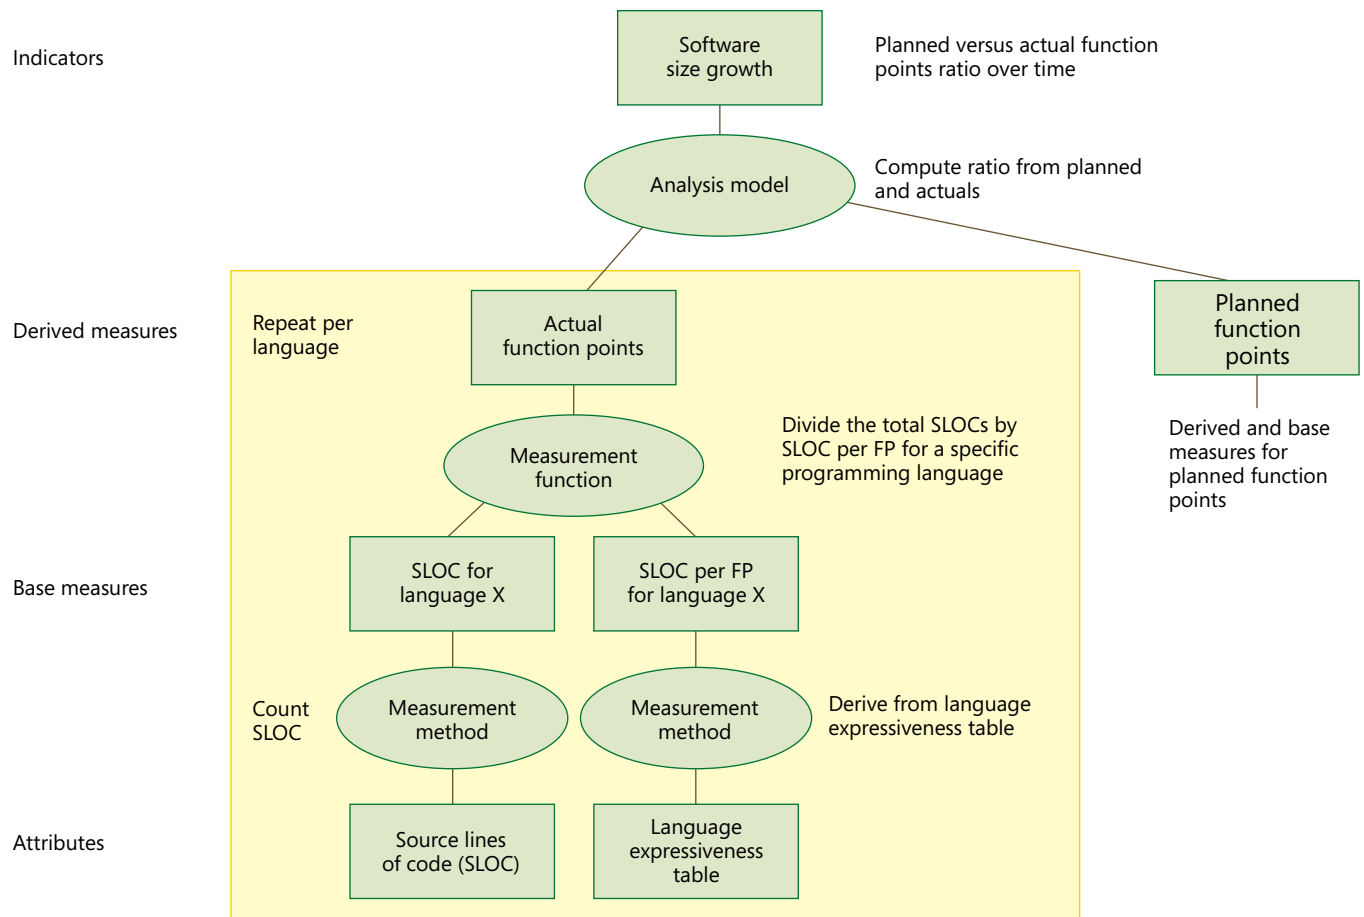 Indicators
Software
size growth
Planned versus actual function
points ratio over time
Analysis model
Compute ratio from planned
and actuals
Derived measures
Repeat per
language
Actual
function points
Planned
function
points
Measurement
function
Divide the total SLOCs by
SLOC per FP for a specific
programming language
Derived and base
measures for
planned function
points
Base measures
SLOC for
language X
SLOC per FP
for language X
Count
SLOC
Measurement
method
Measurement
method
Derive from language
expressiveness table
Attributes
Source lines
of code (SLOC)
Language
expressiveness
table